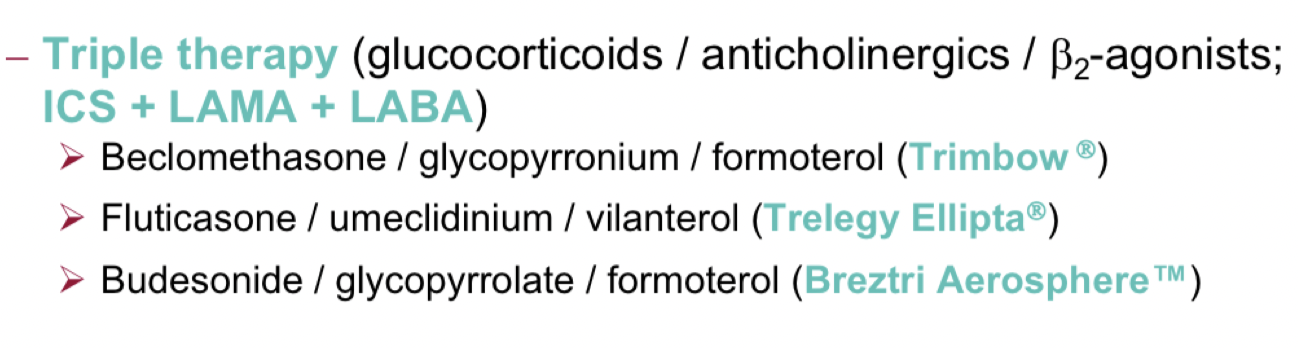 – Triple therapy (glucocorticoids / anticholinergics / β₂-agonists;
ICS + LAMA + LABA)
➢ Beclomethasone / glycopyrronium / formoterol (Trimbow ®)
➢ Fluticasone / umeclidinium / vilanterol (Trelegy Ellipta®)
➢ Budesonide / glycopyrrolate / formoterol (Breztri Aerosphere™)